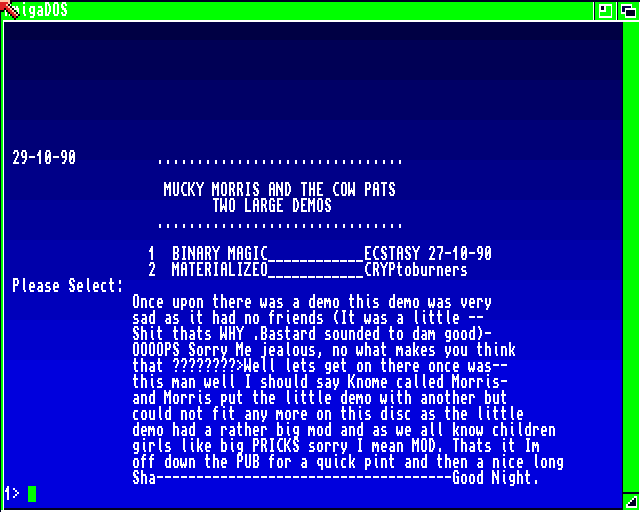 igaDOS
29-10-90 ...............................
MUCKY MORRIS AND THE COW PATS
TWO LARGE DEMOS
...............................
1 BINARY MAGIC____________ECSTASY 27-10-90
2 MATERIALIZEO____________CRYPtoburners
Please Select:
Once upon there was a demo this demo was very
sad as it had no friends (It was a little --
Shit thats WHY .Bastard sounded to dam good)-
OOOOPS Sorry Me jealous, no what makes you think
that ????????>Well lets get on there once was--
this man well I should say Knome called Morris-
and Morris put the little demo with another but
could not fit any more on this disc as the little
demo had a rather big mod and as we all know children
girls like big PRICKS sorry I mean MOD. Thats it Im
off down the PUB for a quick pint and then a nice long
Sha-------------------------------------Good Night.
1>